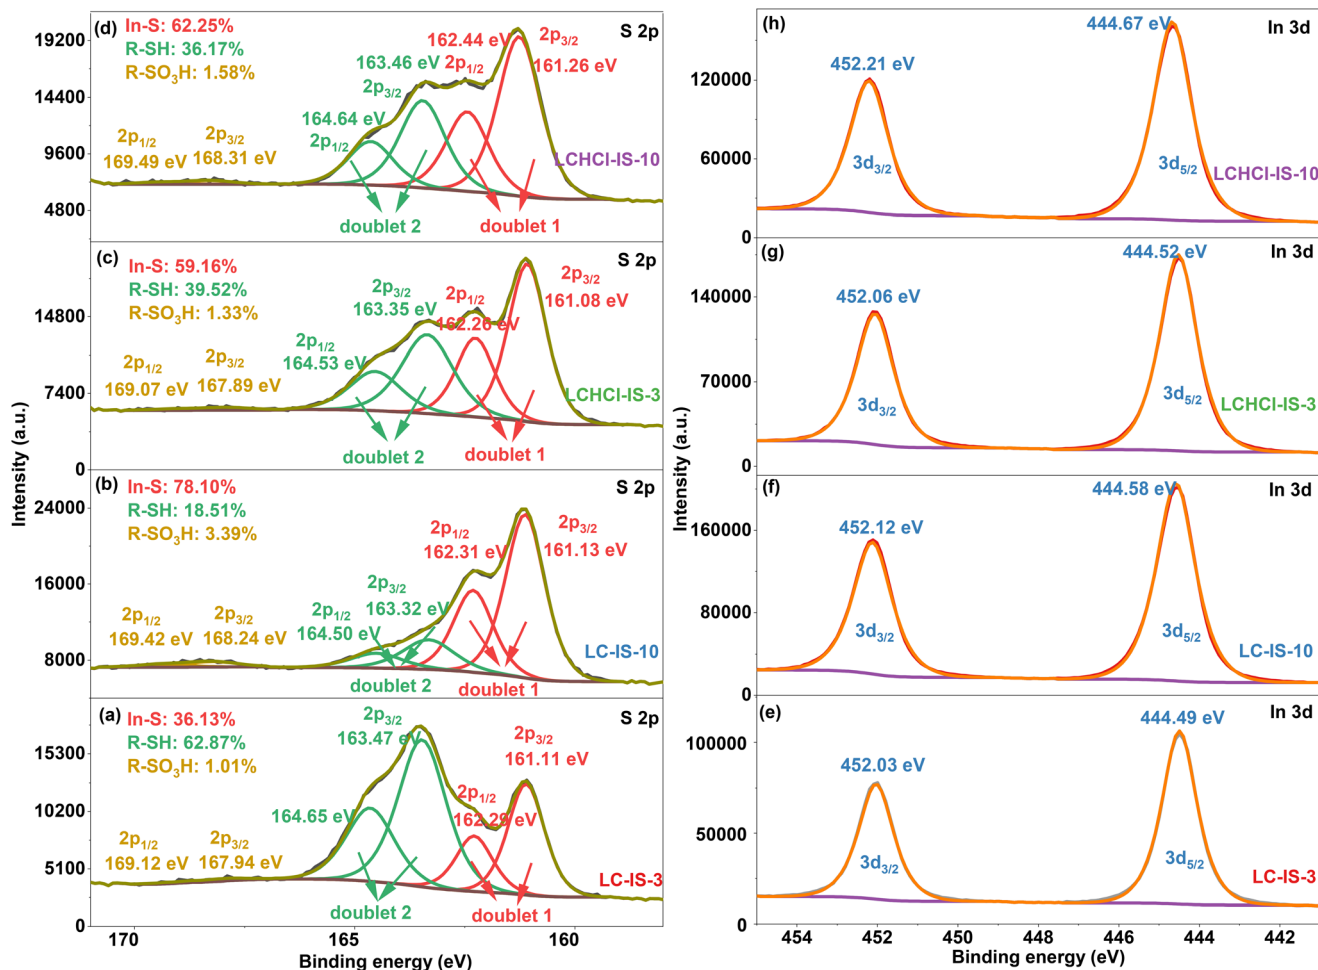 (d)
In-S: 62.25%
R-SH: 36.17%
R-SO₃H: 1.58%
S 2p
162.44 eV
2p₁/₂
2p₃/₂
161.26 eV
163.46 eV
2p₃/₂
164.64 eV
2p₁/₂
2p₁/₂
169.49 eV
2p₃/₂
168.31 eV
LCHCl-IS-10
doublet 2
doublet 1
19200
14400
9600
4800
(c)
In-S: 59.16%
R-SH: 39.52%
R-SO₃H: 1.33%
S 2p
2p₃/₂
163.35 eV
2p₁/₂
162.26 eV
2p₃/₂
161.08 eV
2p₁/₂
164.53 eV
2p₁/₂
169.07 eV
2p₃/₂
167.89 eV
LCHCl-IS-3
doublet 2
doublet 1
14800
7400
0
Intensity (a.u.)
(b)
In-S: 78.10%
R-SH: 18.51%
R-SO₃H: 3.39%
S 2p
2p₁/₂
162.31 eV
2p₃/₂
161.13 eV
2p₃/₂
163.32 eV
2p₁/₂
164.50 eV
2p₁/₂
169.42 eV
2p₃/₂
168.24 eV
LC-IS-10
doublet 2
doublet 1
24000
16000
8000
(a)
In-S: 36.13%
R-SH: 62.87%
R-SO₃H: 1.01%
S 2p
2p₃/₂
163.47 eV
2p₃/₂
161.11 eV
2p₁/₂
162.29 eV
164.65 eV
2p₁/₂
169.12 eV
2p₃/₂
167.94 eV
LC-IS-3
doublet 2
doublet 1
15300
10200
5100
0
170
165
160
Binding energy (eV)
(h)
444.67 eV
In 3d
452.21 eV
3d₃/₂
3d₅/₂
LCHCl-IS-10
120000
60000
0
(g)
444.52 eV
In 3d
452.06 eV
3d₃/₂
3d₅/₂
LCHCl-IS-3
140000
70000
0
Intensity (a.u.)
(f)
444.58 eV
In 3d
452.12 eV
3d₃/₂
3d₅/₂
LC-IS-10
160000
80000
0
(e)
444.49 eV
In 3d
452.03 eV
3d₃/₂
3d₅/₂
LC-IS-3
100000
50000
0
454
452
450
448
446
444
442
Binding energy (eV)